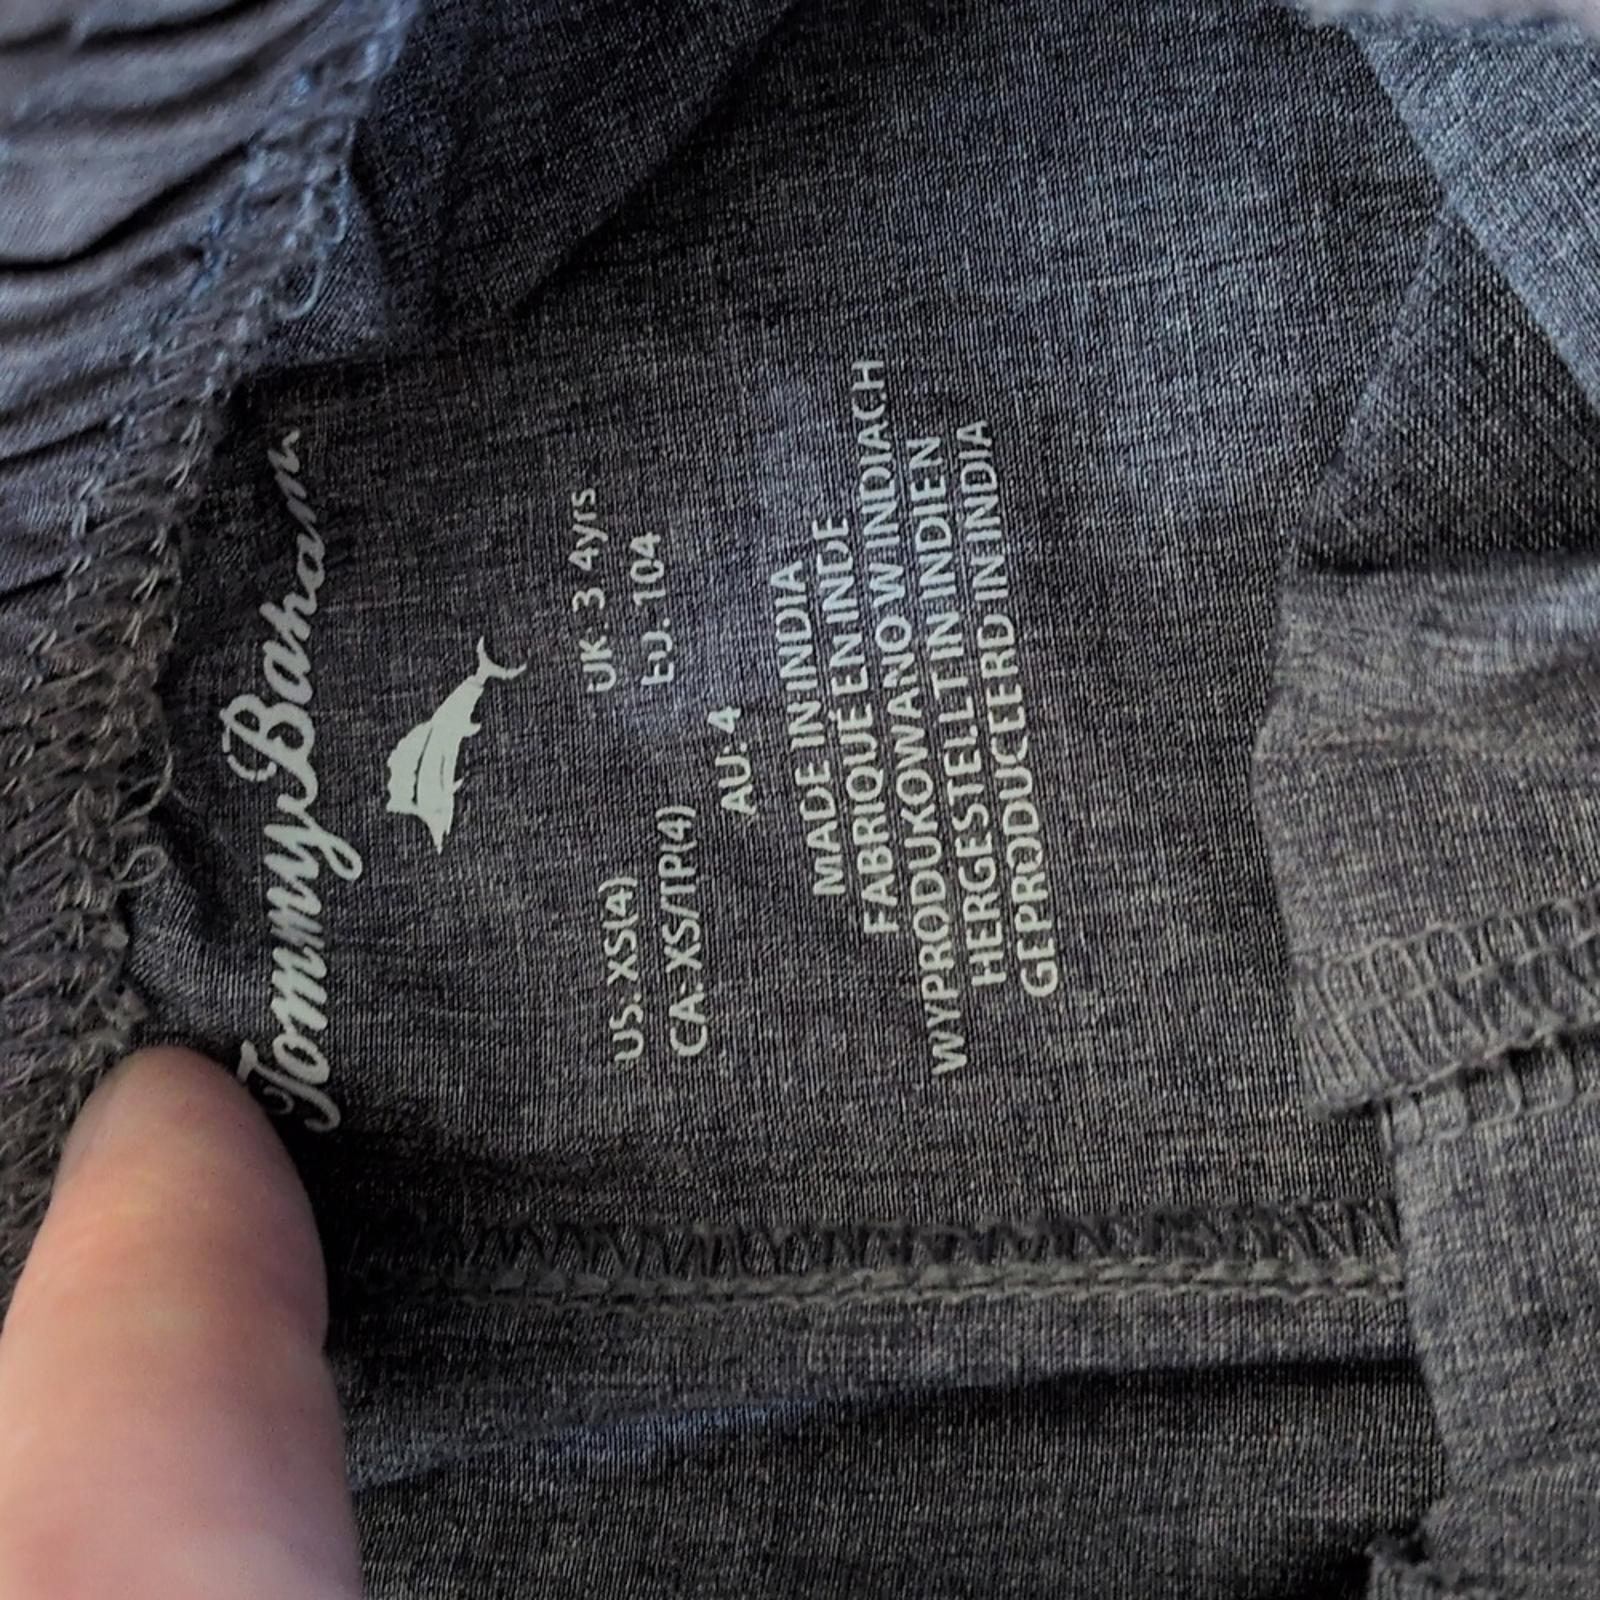 Tommy Bahama
US: XS(4) UK: 3 4yrs
CA: XS/TP(4) EU: 104
AU: 4
MADE IN INDIA
FABRIQUÉ EN INDE
WYPRODUKOWANO W INDIACH
HERGESTELLT IN INDIEN
GEPRODUCEERD IN INDIA